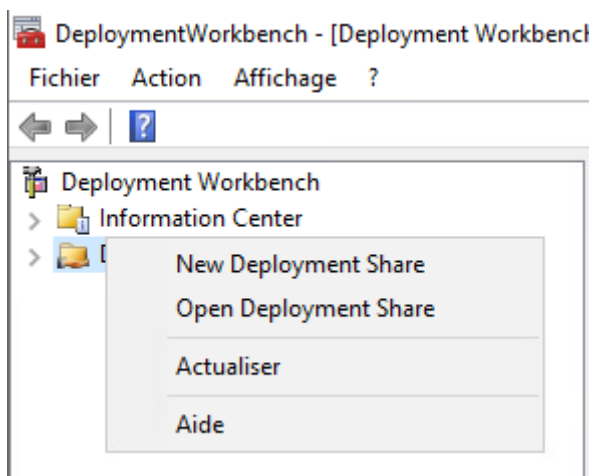 DeploymentWorkbench - [Deployment Workbench
Fichier Action Affichage ?
Deployment Workbench
Information Center
New Deployment Share
Open Deployment Share
Actualiser
Aide